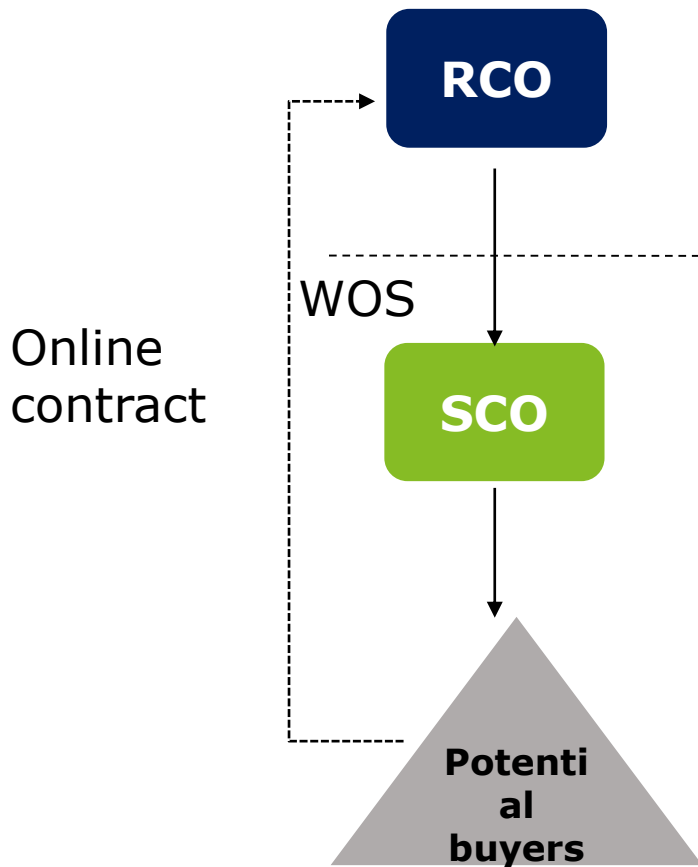 RCO
WOS
Online
contract
SCO
Potenti
al
buyers